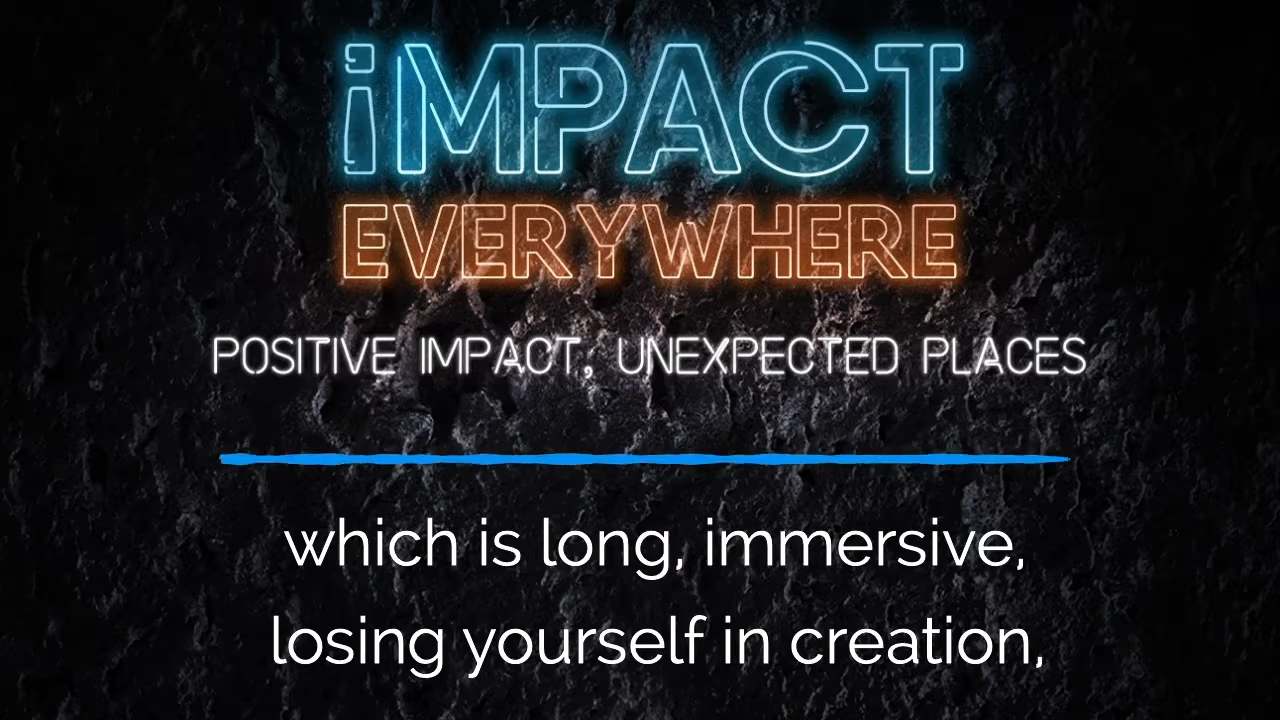 iMPACT
EVERYWHERE
POSITIVE IMPACT, UNEXPECTED PLACES
which is long, immersive,
losing yourself in creation,